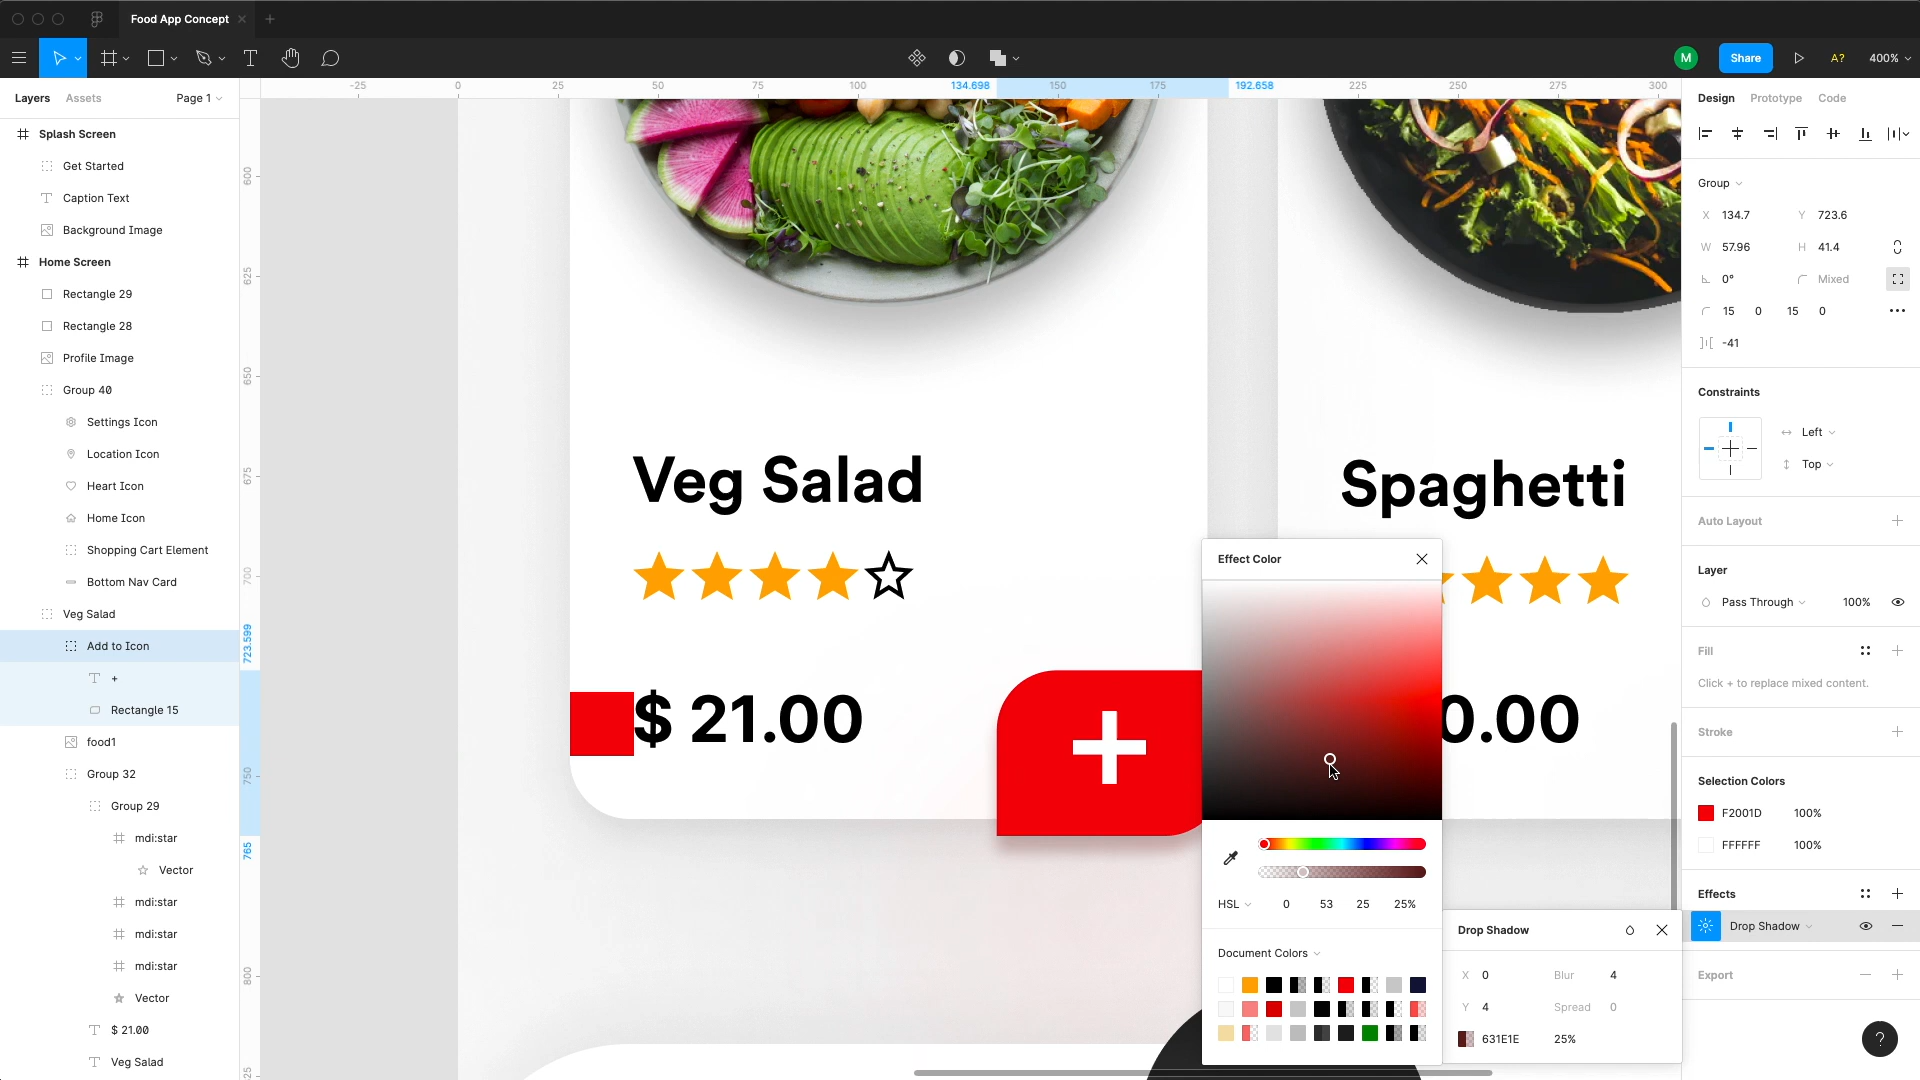 Food App Concept
M
Share
A?
400%
Layers
Assets
Page 1
-25
0
25
50
75
100
134.698
150
175
192.658
225
250
275
300
Design
Prototype
Code
Splash Screen
Get Started
Caption Text
Background Image
Home Screen
Rectangle 29
Rectangle 28
Profile Image
Group 40
Settings Icon
Location Icon
Heart Icon
Home Icon
Shopping Cart Element
Bottom Nav Card
Veg Salad
Add to Icon
+
Rectangle 15
food1
Group 32
Group 29
mdi:star
Vector
mdi:star
mdi:star
mdi:star
Vector
$ 21.00
Veg Salad
600
625
650
675
700
723.599
750
765
800
Veg Salad
Spaghetti
$ 21.00
+
0.00
Effect Color
HSL
0
53
25
25%
Document Colors
Drop Shadow
X
0
Blur
4
Y
4
Spread
0
631E1E
25%
Group
X
134.7
Y
723.6
W
57.96
H
41.4
0°
Mixed
15
0
15
0
-41
Constraints
Left
Top
Auto Layout
Layer
Pass Through
100%
Fill
Click + to replace mixed content.
Stroke
Selection Colors
F2001D
100%
FFFFFF
100%
Effects
Drop Shadow
Export
?